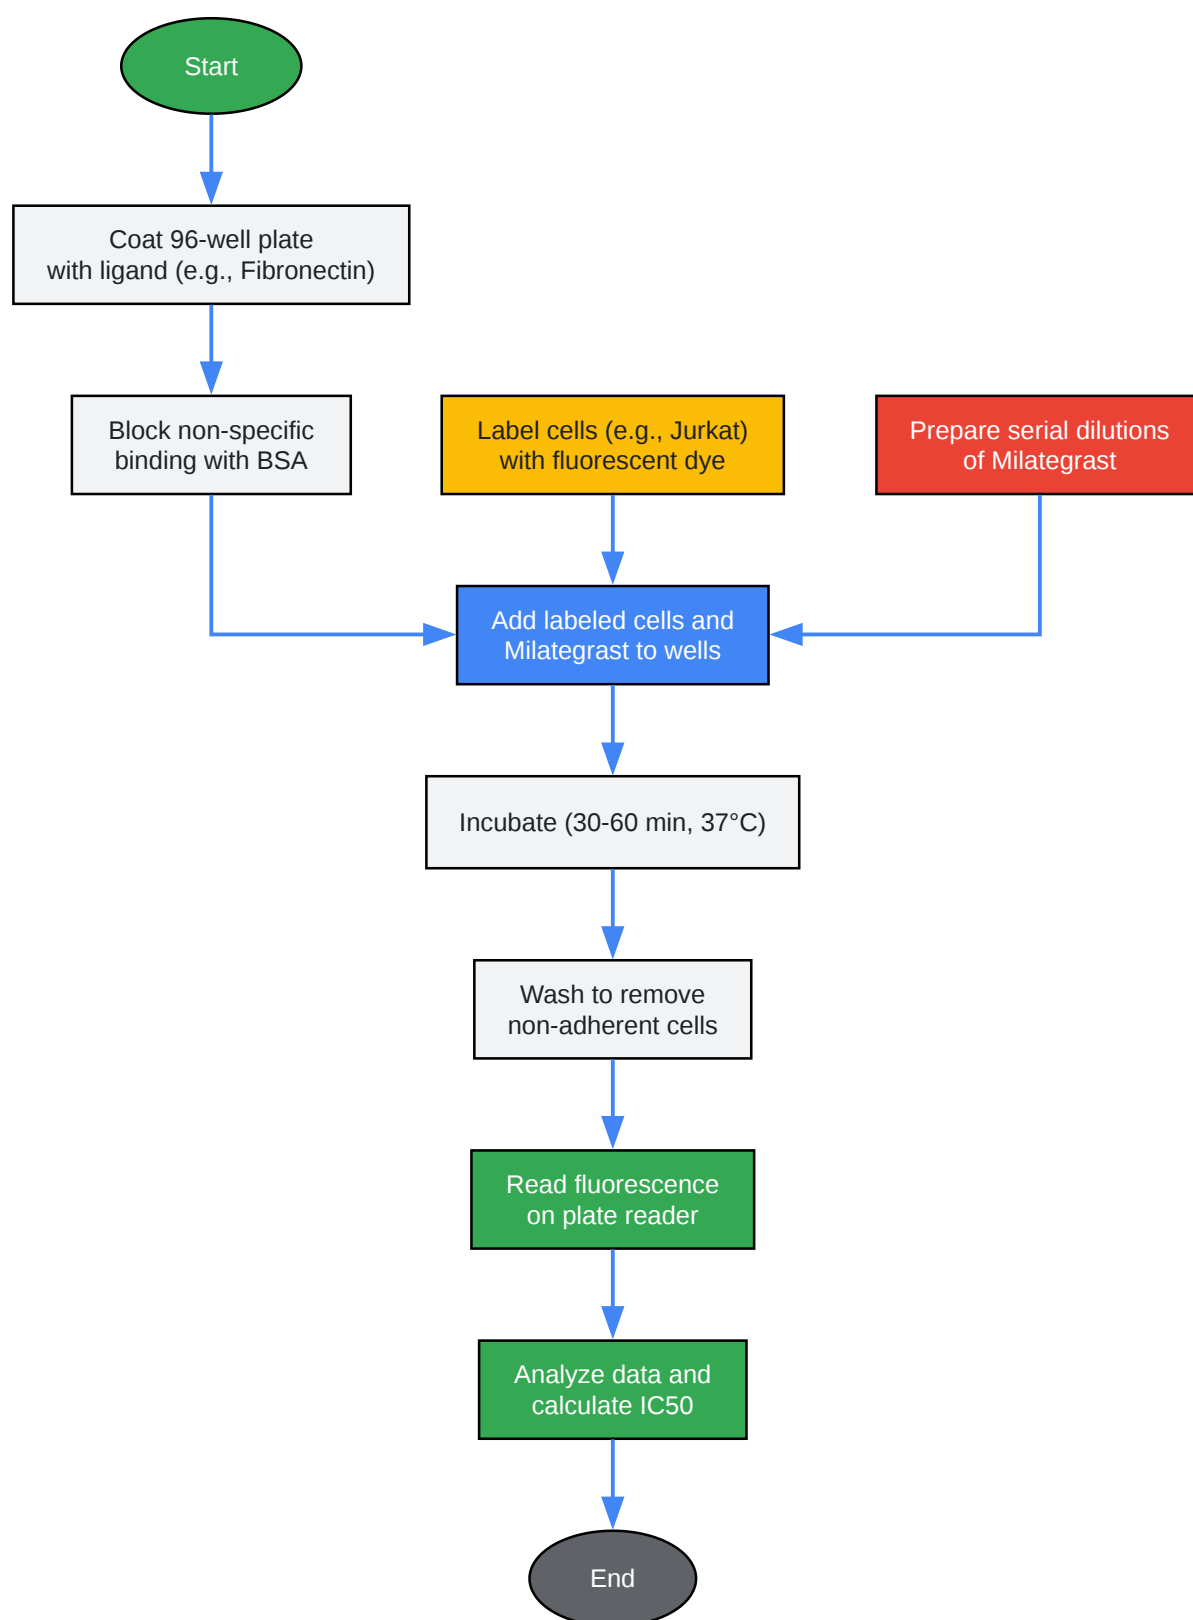 Start
Coat 96-well plate
with ligand (e.g., Fibronectin)
Block non-specific
binding with BSA
Label cells (e.g., Jurkat)
with fluorescent dye
Prepare serial dilutions
of Milategrast
Add labeled cells and
Milategrast to wells
Incubate (30-60 min, 37°C)
Wash to remove
non-adherent cells
Read fluorescence
on plate reader
Analyze data and
calculate IC50
End